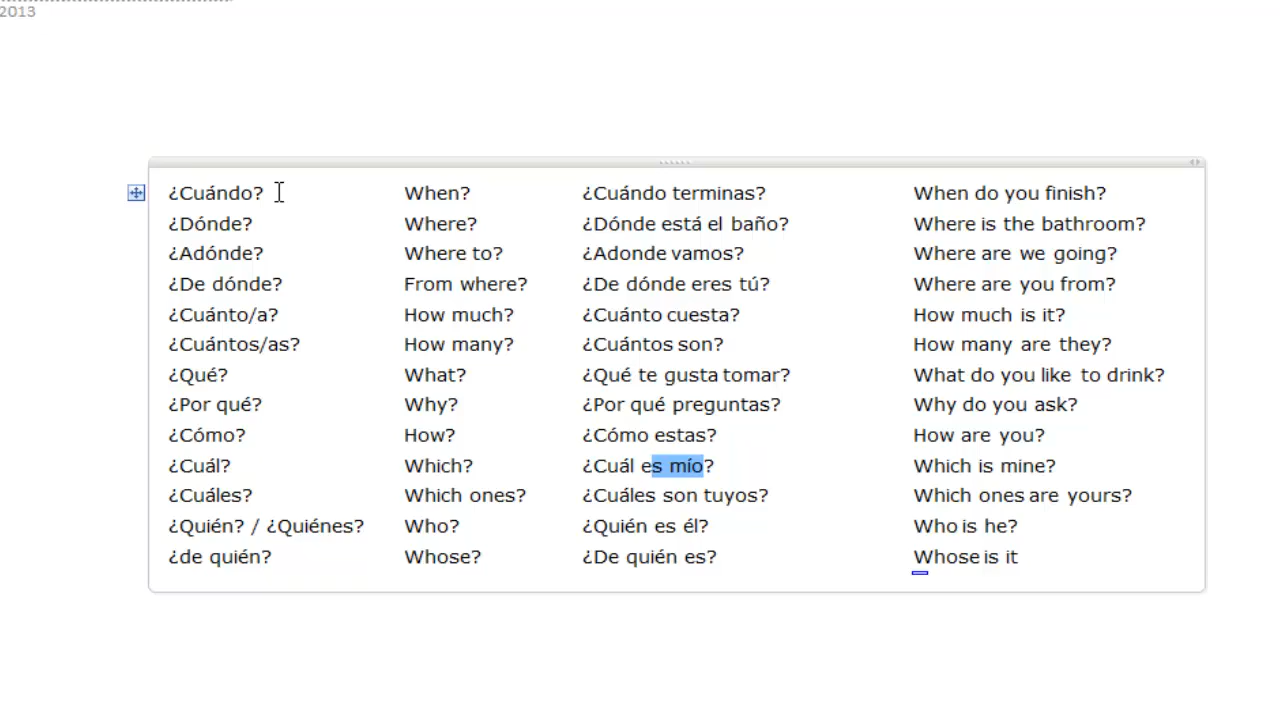 2013
¿Cuándo? When? ¿Cuándo terminas? When do you finish?
¿Dónde? Where? ¿Dónde está el baño? Where is the bathroom?
¿Adónde? Where to? ¿Adonde vamos? Where are we going?
¿De dónde? From where? ¿De dónde eres tú? Where are you from?
¿Cuánto/a? How much? ¿Cuánto cuesta? How much is it?
¿Cuántos/as? How many? ¿Cuántos son? How many are they?
¿Qué? What? ¿Qué te gusta tomar? What do you like to drink?
¿Por qué? Why? ¿Por qué preguntas? Why do you ask?
¿Cómo? How? ¿Cómo estas? How are you?
¿Cuál? Which? ¿Cuál es mío? Which is mine?
¿Cuáles? Which ones? ¿Cuáles son tuyos? Which ones are yours?
¿Quién? / ¿Quiénes? Who? ¿Quién es él? Who is he?
¿de quién? Whose? ¿De quién es? Whose is it